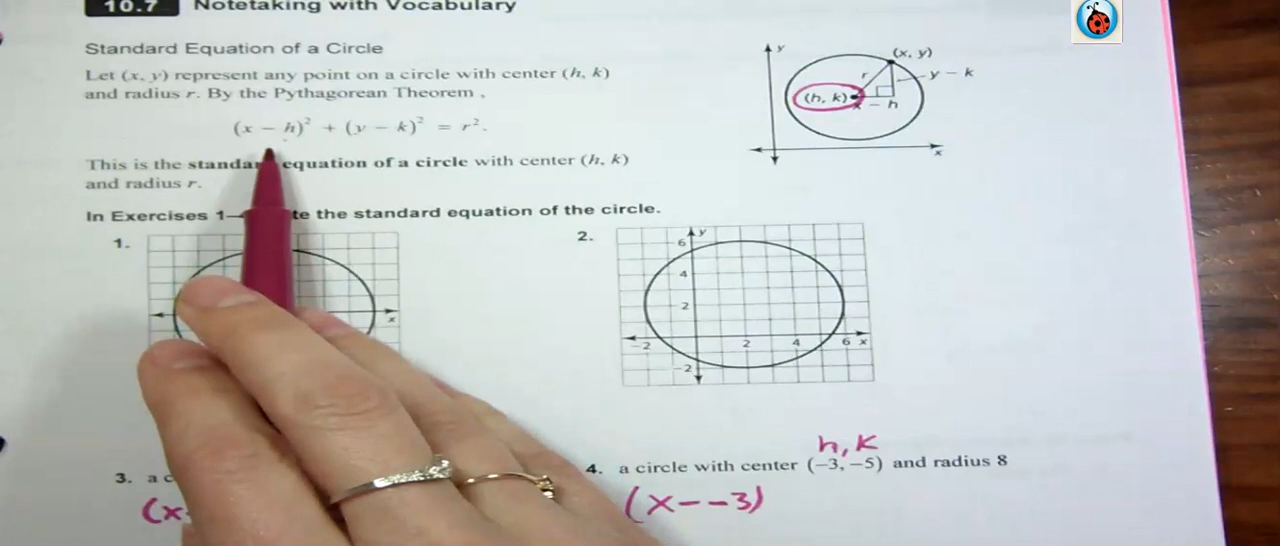 10.7 Notetaking with Vocabulary
Standard Equation of a Circle
Let (x, y) represent any point on a circle with center (h, k)
and radius r. By the Pythagorean Theorem ,
(x − h)² + (y − k)² = r².
This is the equation of a circle with center (h, k)
and radius r.
y
(x, y)
r
y − k
(h, k)
x − h
x
In Exercises the standard equation of the circle.
1.
x
2.
y
6
4
2
−2
2
4
6
x
−2
3. a
h, k
4. a circle with center (−3, −5) and radius 8
(x
(x - -3)